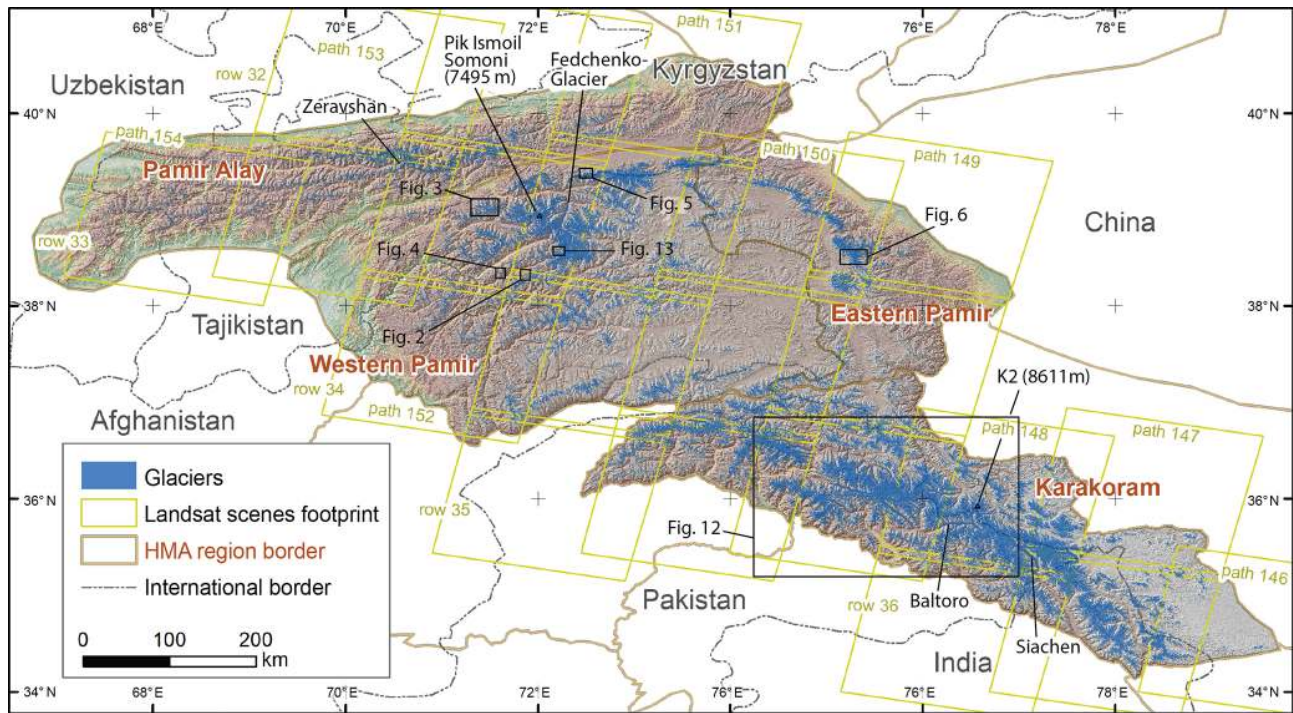 68°E
70°E
72°E
76°E
78°E
path 153
path 151
Pik Ismoil
Somoni
(7495 m)
Fedchenko-
Glacier
Kyrgyzstan
row 32
Uzbekistan
Zeravshan
40°N
40°N
path 154
path 150
path 149
Pamir Alay
Fig. 3
Fig. 5
Fig. 6
China
row 33
Fig. 4
Fig. 13
38°N
38°N
Tajikistan
Fig. 2
Eastern Pamir
Western Pamir
row 34
path 152
K2 (8611m)
Afghanistan
path 148
path 147
Glaciers
Landsat scenes footprint
HMA region border
International border
0 100 200
km
36°N
36°N
Karakoram
row 35
Fig. 12
path 146
Pakistan
row 36
Baltoro
India
Siachen
34°N
34°N
68°E
70°E
72°E
76°E
78°E